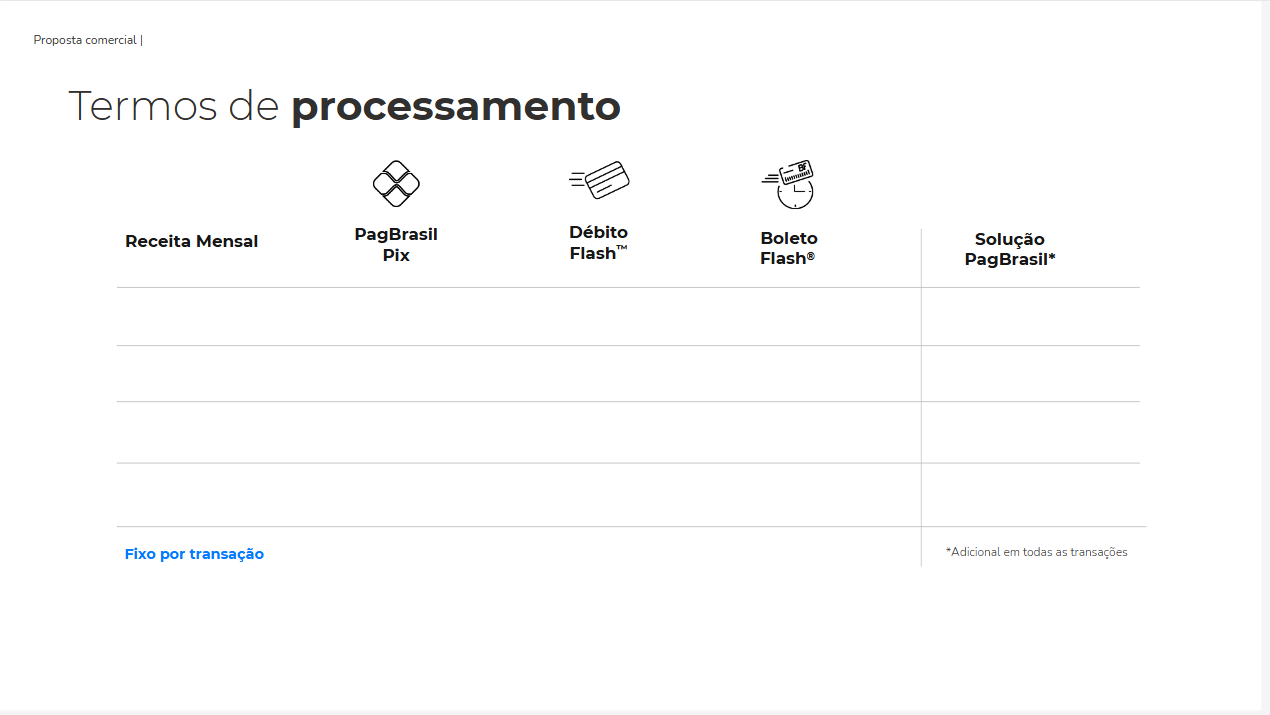 Proposta comercial |
Termos de processamento
BF
Receita Mensal
PagBrasil
Pix
Débito
Flash™
Boleto
Flash®
Solução
PagBrasil*
Fixo por transação
*Adicional em todas as transações